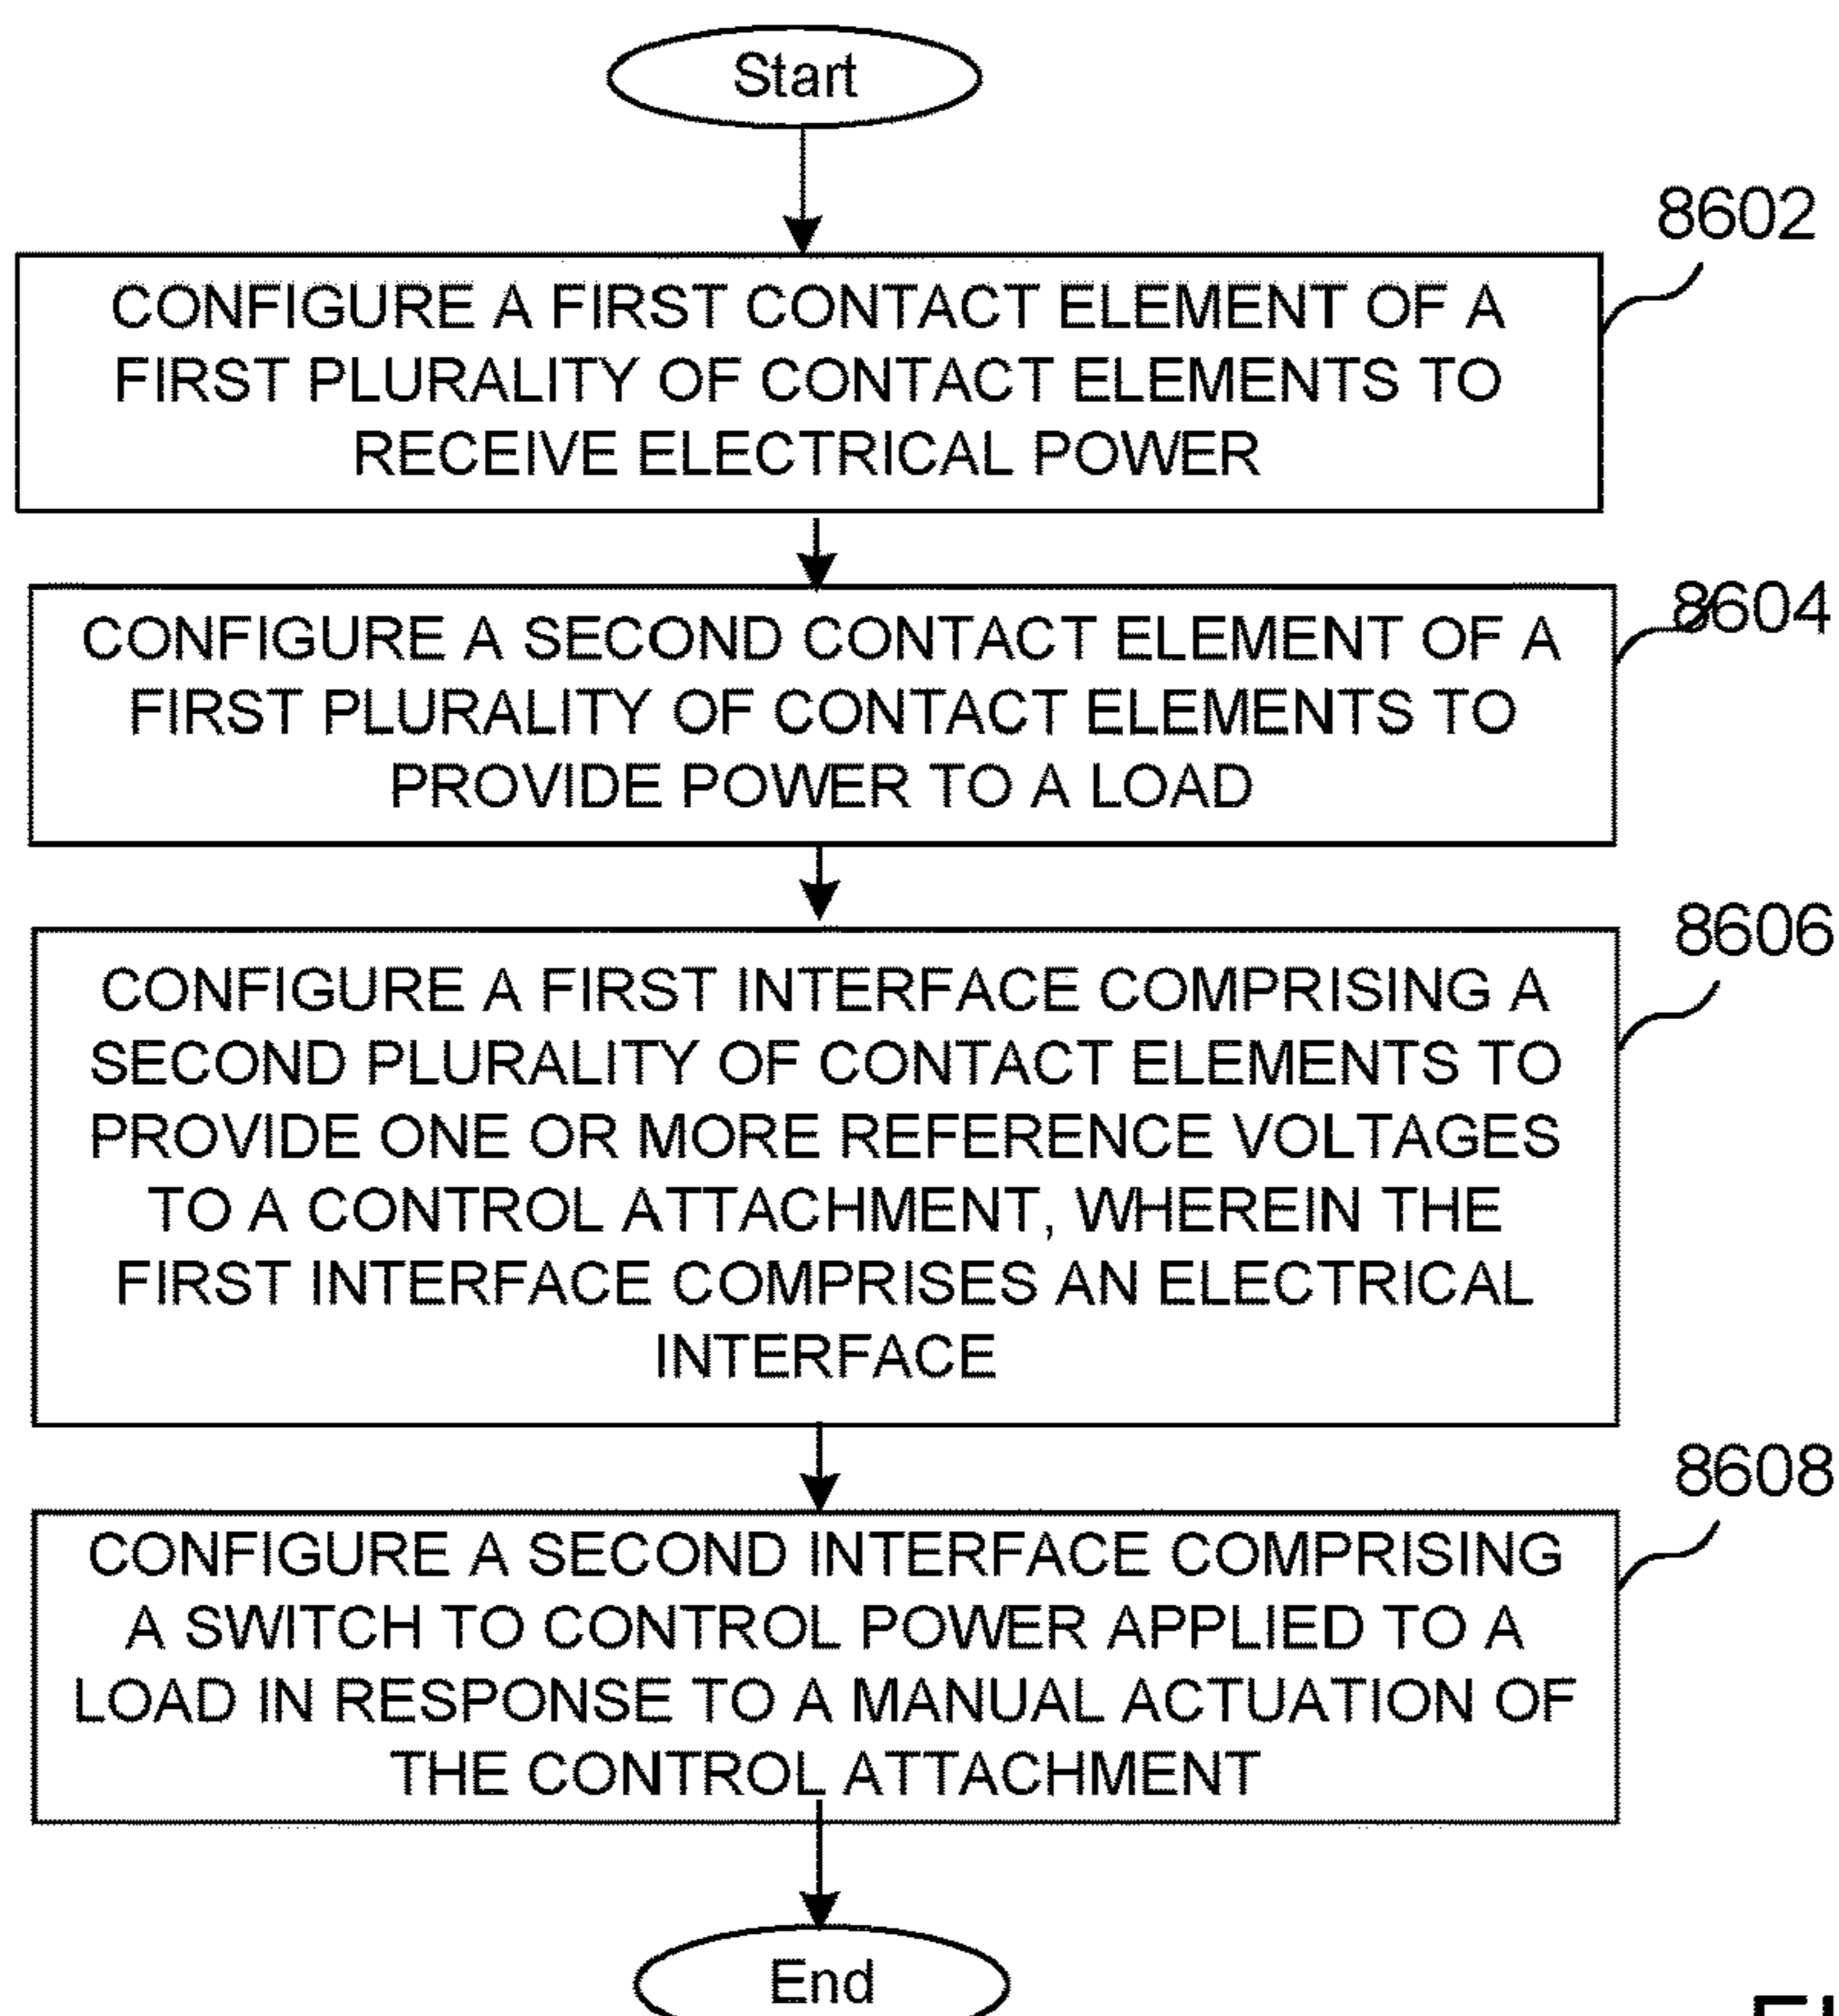 Start
8602
CONFIGURE A FIRST CONTACT ELEMENT OF A
FIRST PLURALITY OF CONTACT ELEMENTS TO
RECEIVE ELECTRICAL POWER
8604
CONFIGURE A SECOND CONTACT ELEMENT OF A
FIRST PLURALITY OF CONTACT ELEMENTS TO
PROVIDE POWER TO A LOAD
8606
CONFIGURE A FIRST INTERFACE COMPRISING A
SECOND PLURALITY OF CONTACT ELEMENTS TO
PROVIDE ONE OR MORE REFERENCE VOLTAGES
TO A CONTROL ATTACHMENT, WHEREIN THE
FIRST INTERFACE COMPRISES AN ELECTRICAL
INTERFACE
8608
CONFIGURE A SECOND INTERFACE COMPRISING
A SWITCH TO CONTROL POWER APPLIED TO A
LOAD IN RESPONSE TO A MANUAL ACTUATION OF
THE CONTROL ATTACHMENT
End